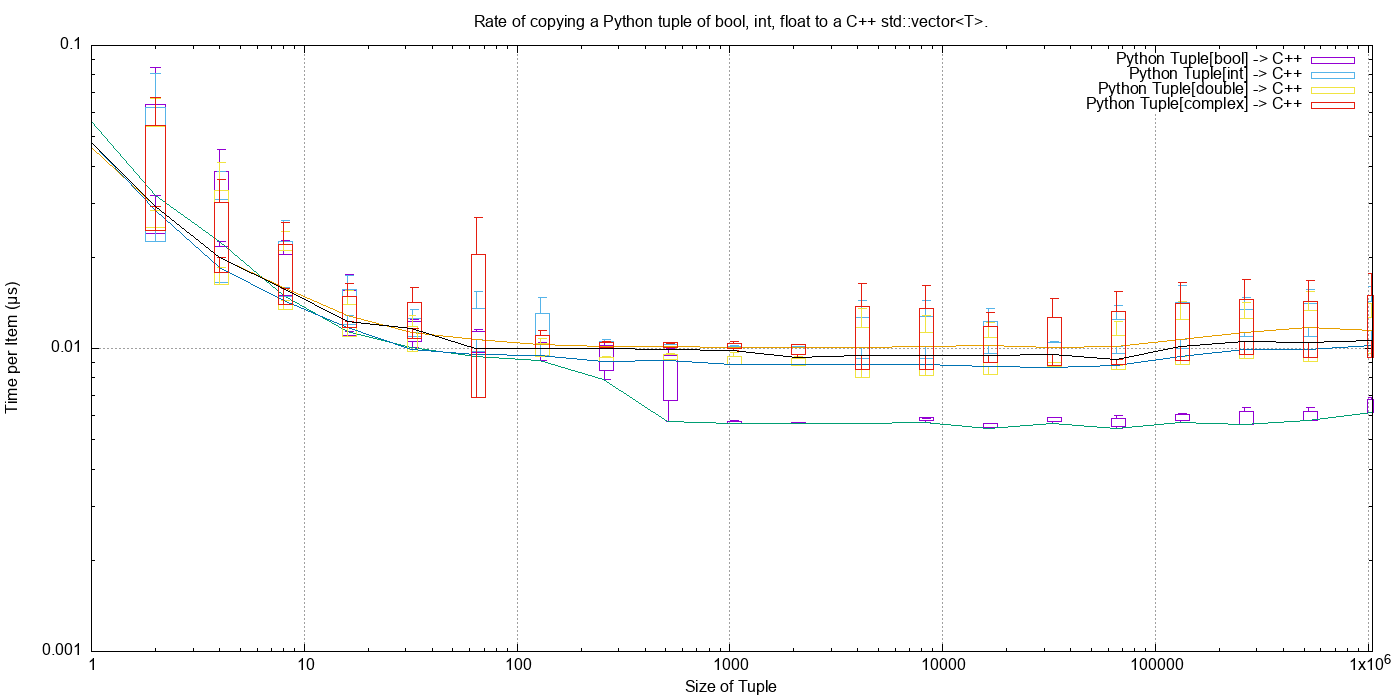 Rate of copying a Python tuple of bool, int, float to a C++ std::vector<T>.
Python Tuple[bool] -> C++
Python Tuple[int] -> C++
Python Tuple[double] -> C++
Python Tuple[complex] -> C++
0.1
0.01
0.001
Time per Item (µs)
1 10 100 1000 10000 100000 1x10⁶
Size of Tuple